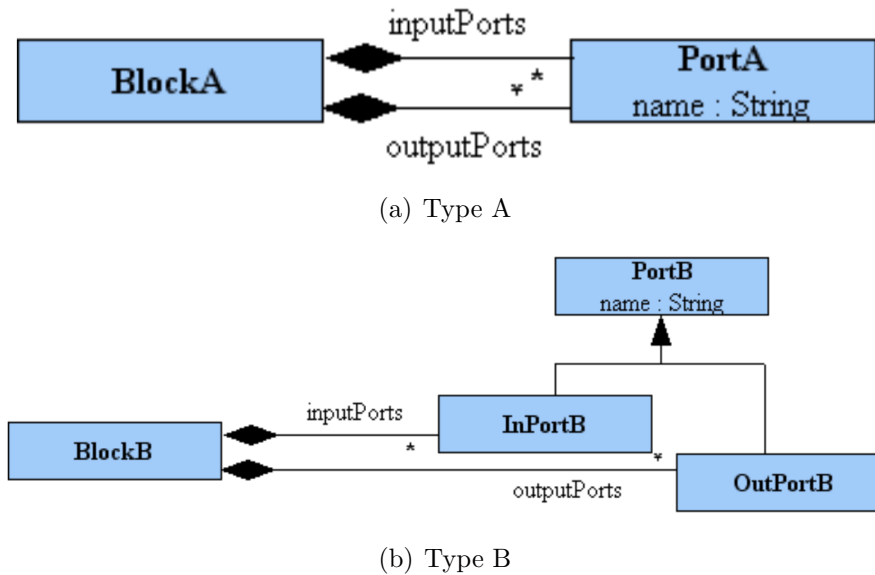 inputPorts
BlockA
PortA
* *
name : String
outputPorts
(a) Type A
PortB
name : String
inputPorts
InPortB
BlockB
* *
outputPorts
OutPortB
(b) Type B